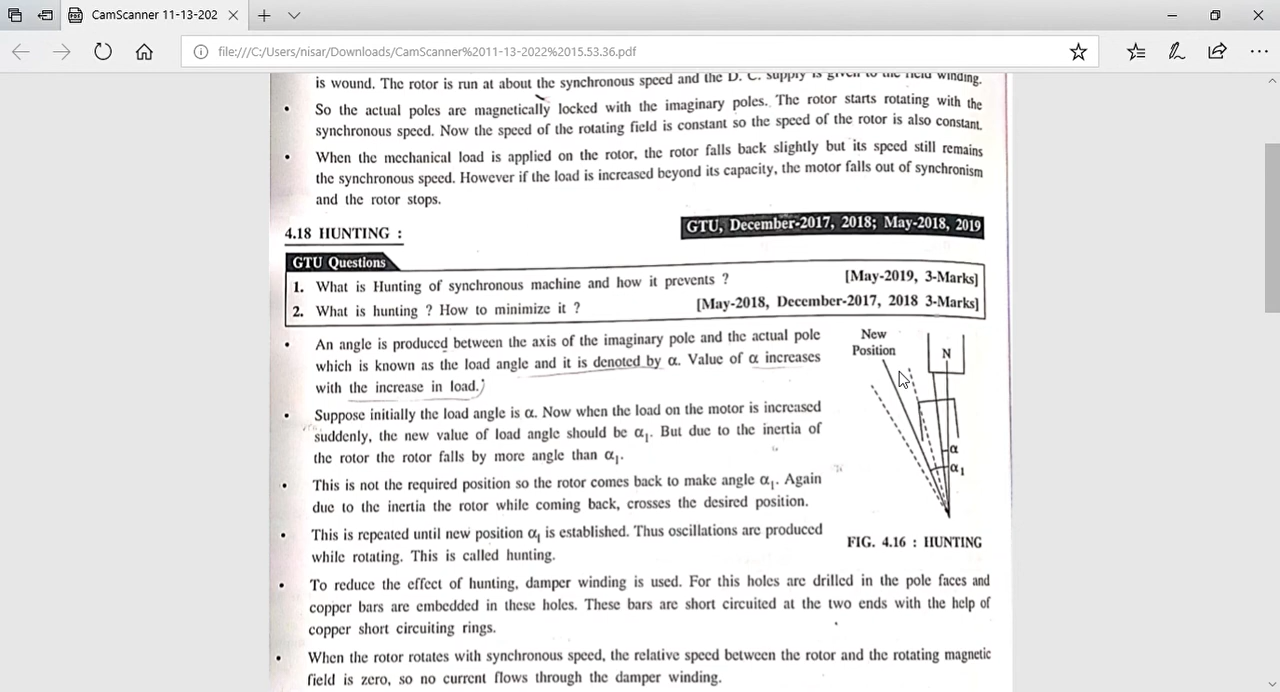 CamScanner 11-13-202
file:///C:/Users/nisar/Downloads/CamScanner%2011-13-2022%2015.53.36.pdf
is wound. The rotor is run at about the synchronous speed and the D. C. supply is given to the field winding.
• So the actual poles are magnetically locked with the imaginary poles. The rotor starts rotating with the
synchronous speed. Now the speed of the rotating field is constant so the speed of the rotor is also constant.
• When the mechanical load is applied on the rotor, the rotor falls back slightly but its speed still remains
the synchronous speed. However if the load is increased beyond its capacity, the motor falls out of synchronism
and the rotor stops.
4.18 HUNTING :
GTU, December-2017, 2018; May-2018, 2019
GTU Questions
1. What is Hunting of synchronous machine and how it prevents ? [May-2019, 3-Marks]
2. What is hunting ? How to minimize it ? [May-2018, December-2017, 2018 3-Marks]
• An angle is produced between the axis of the imaginary pole and the actual pole
which is known as the load angle and it is denoted by α. Value of α increases
with the increase in load.
• Suppose initially the load angle is α. Now when the load on the motor is increased
suddenly, the new value of load angle should be α₁. But due to the inertia of
the rotor the rotor falls by more angle than α₁.
• This is not the required position so the rotor comes back to make angle α₁. Again
due to the inertia the rotor while coming back, crosses the desired position.
• This is repeated until new position α₁ is established. Thus oscillations are produced
while rotating. This is called hunting.
New
Position
N
α
α₁
FIG. 4.16 : HUNTING
• To reduce the effect of hunting, damper winding is used. For this holes are drilled in the pole faces and
copper bars are embedded in these holes. These bars are short circuited at the two ends with the help of
copper short circuiting rings.
• When the rotor rotates with synchronous speed, the relative speed between the rotor and the rotating magnetic
field is zero, so no current flows through the damper winding.